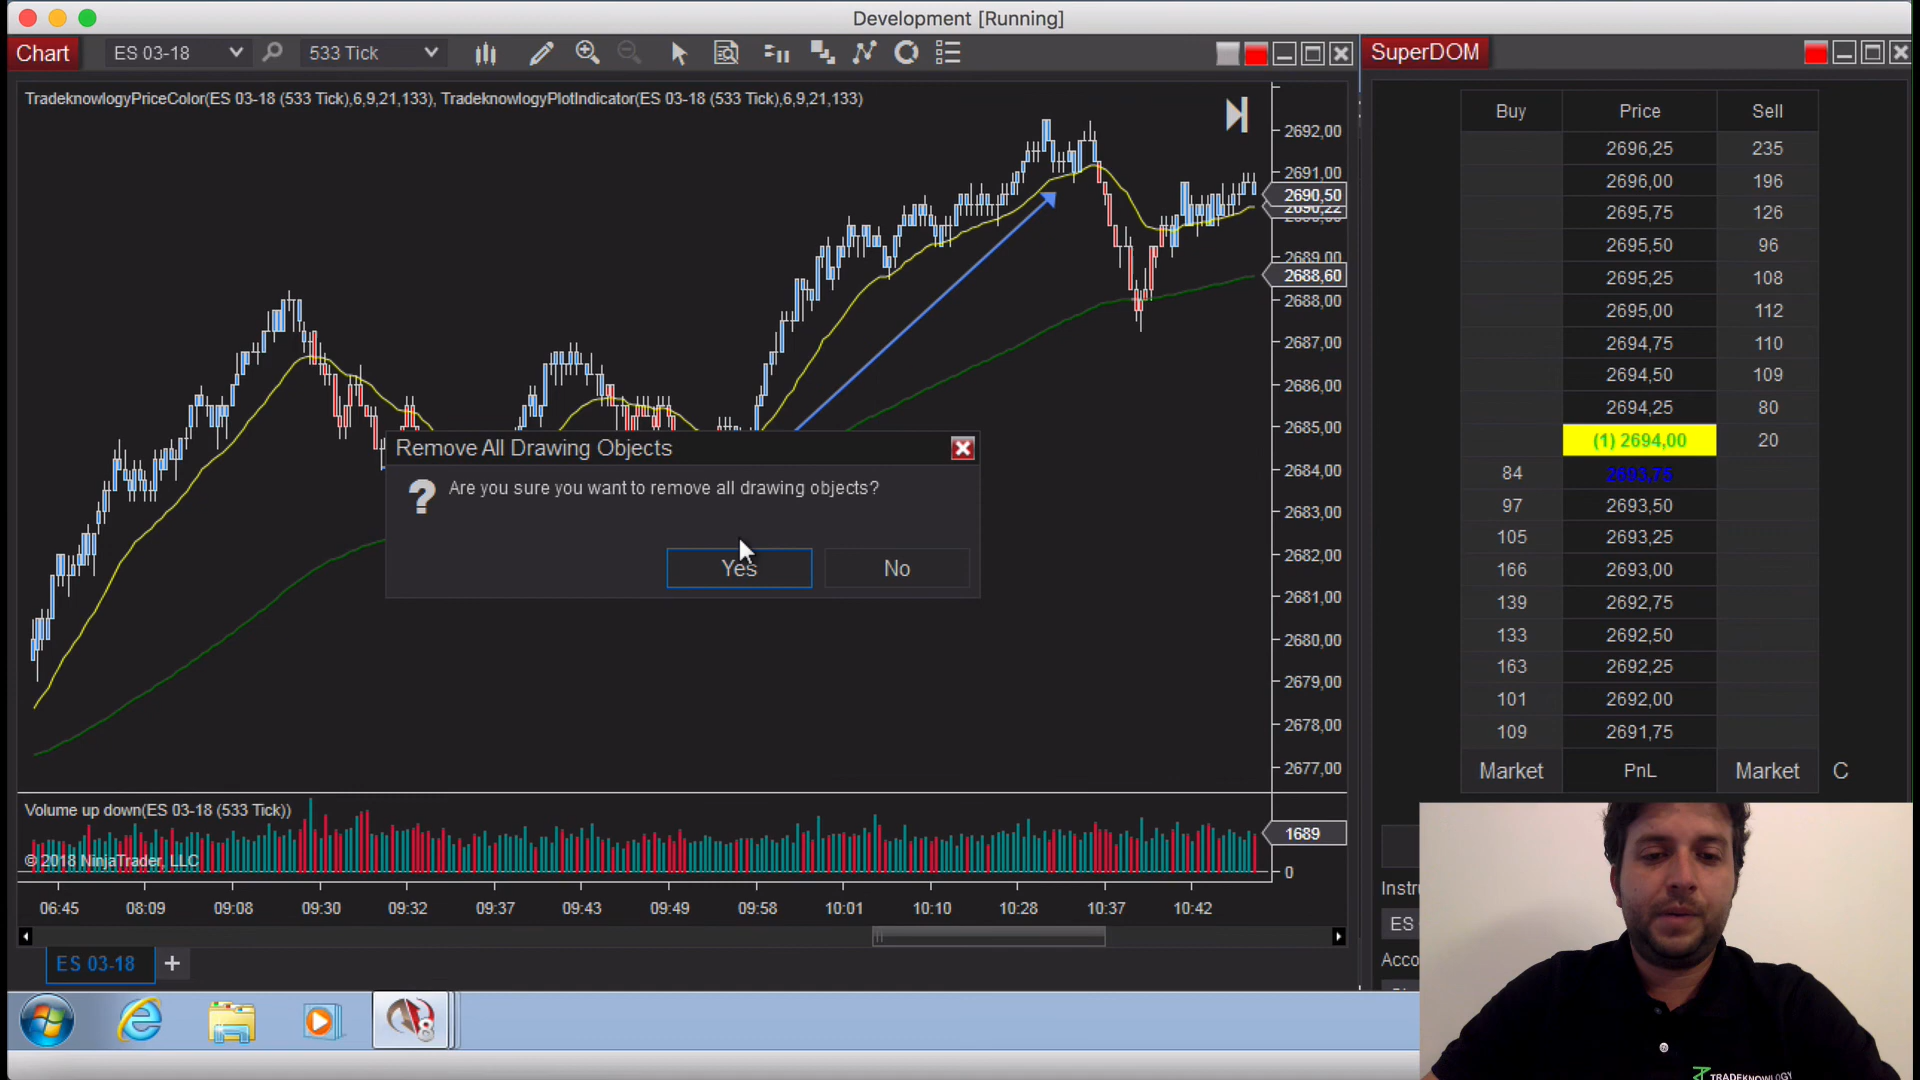 Development [Running]
Chart
ES 03-18
533 Tick
SuperDOM
TradeknowlogyPriceColor(ES 03-18 (533 Tick),6,9,21,133), TradeknowlogyPlotIndicator(ES 03-18 (533 Tick),6,9,21,133)
2692,00
2691,00
2690,50
2690,22
2689,00
2688,60
2688,00
2687,00
2686,00
2685,00
2684,00
2683,00
2682,00
2681,00
2680,00
2679,00
2678,00
2677,00
Remove All Drawing Objects
Are you sure you want to remove all drawing objects?
Yes
No
Volume up down(ES 03-18 (533 Tick))
1689
0
© 2018 NinjaTrader, LLC
06:45 08:09 09:08 09:30 09:32 09:37 09:43 09:49 09:58 10:01 10:10 10:28 10:37 10:42
ES 03-18 +
Buy Price Sell
2696,25 235
2696,00 196
2695,75 126
2695,50 96
2695,25 108
2695,00 112
2694,75 110
2694,50 109
2694,25 80
(1) 2694,00 20
84 2693,75
97 2693,50
105 2693,25
166 2693,00
139 2692,75
133 2692,50
163 2692,25
101 2692,00
109 2691,75
Market PnL Market C
ES
TRADEKNOWLOGY